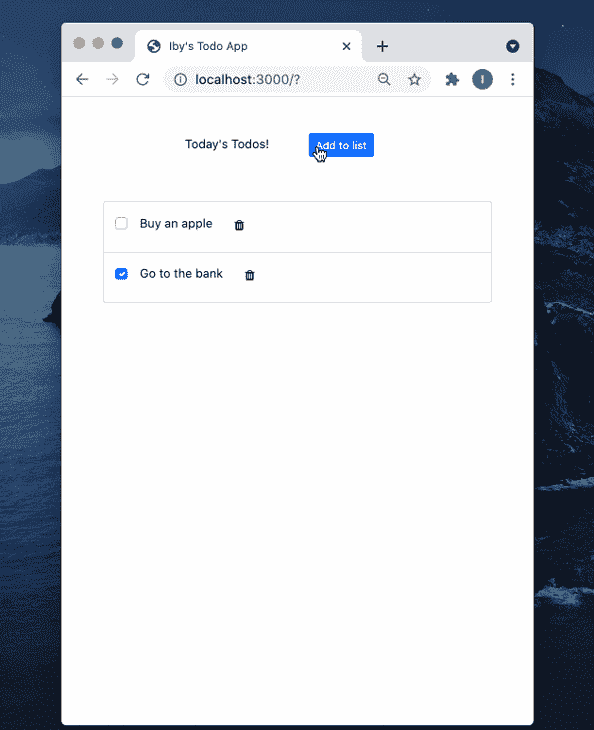 Iby's Todo App
localhost:3000/?
I
Today's Todos!
Add to list
Buy an apple
Go to the bank